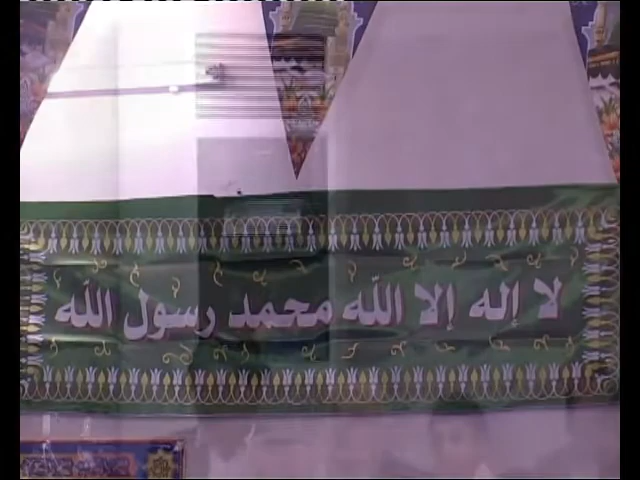 لا إله إلا الله محمد رسول الله